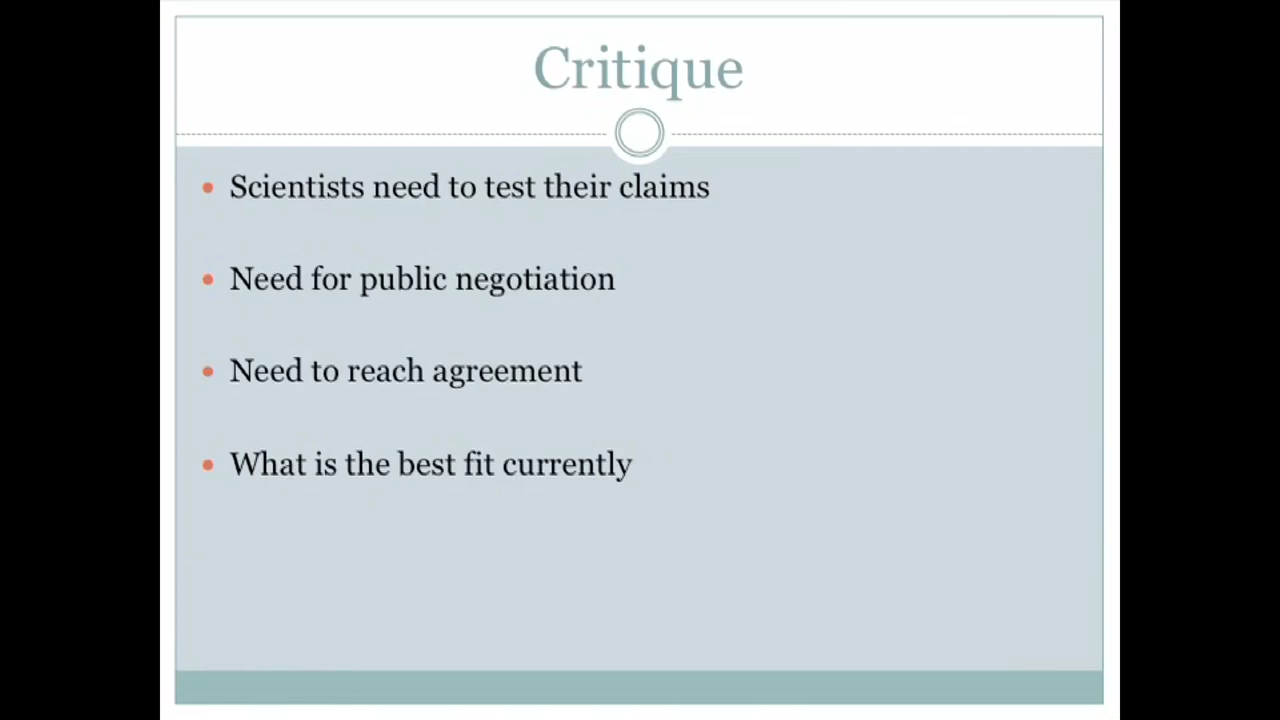 Critique
Scientists need to test their claims
Need for public negotiation
Need to reach agreement
What is the best fit currently